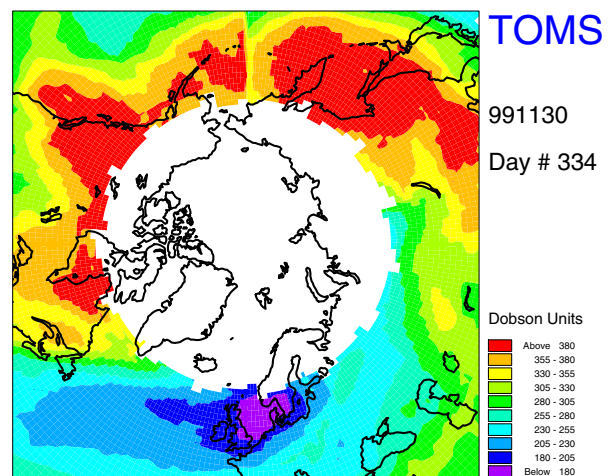 TOMS
991130
Day # 334
Dobson Units
Above 380
355 - 380
330 - 355
305 - 330
280 - 305
255 - 280
230 - 255
205 - 230
180 - 205
Below 180